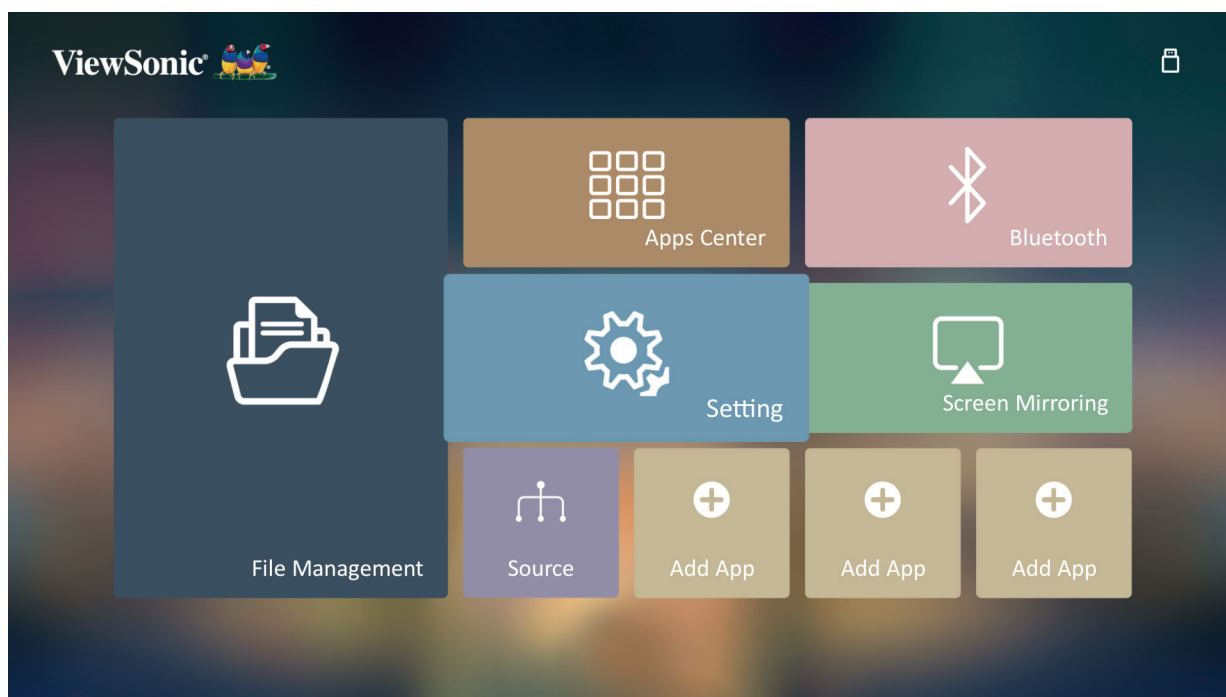 ViewSonic®
Apps Center
Bluetooth
Setting
Screen Mirroring
File Management
Source
Add App
Add App
Add App